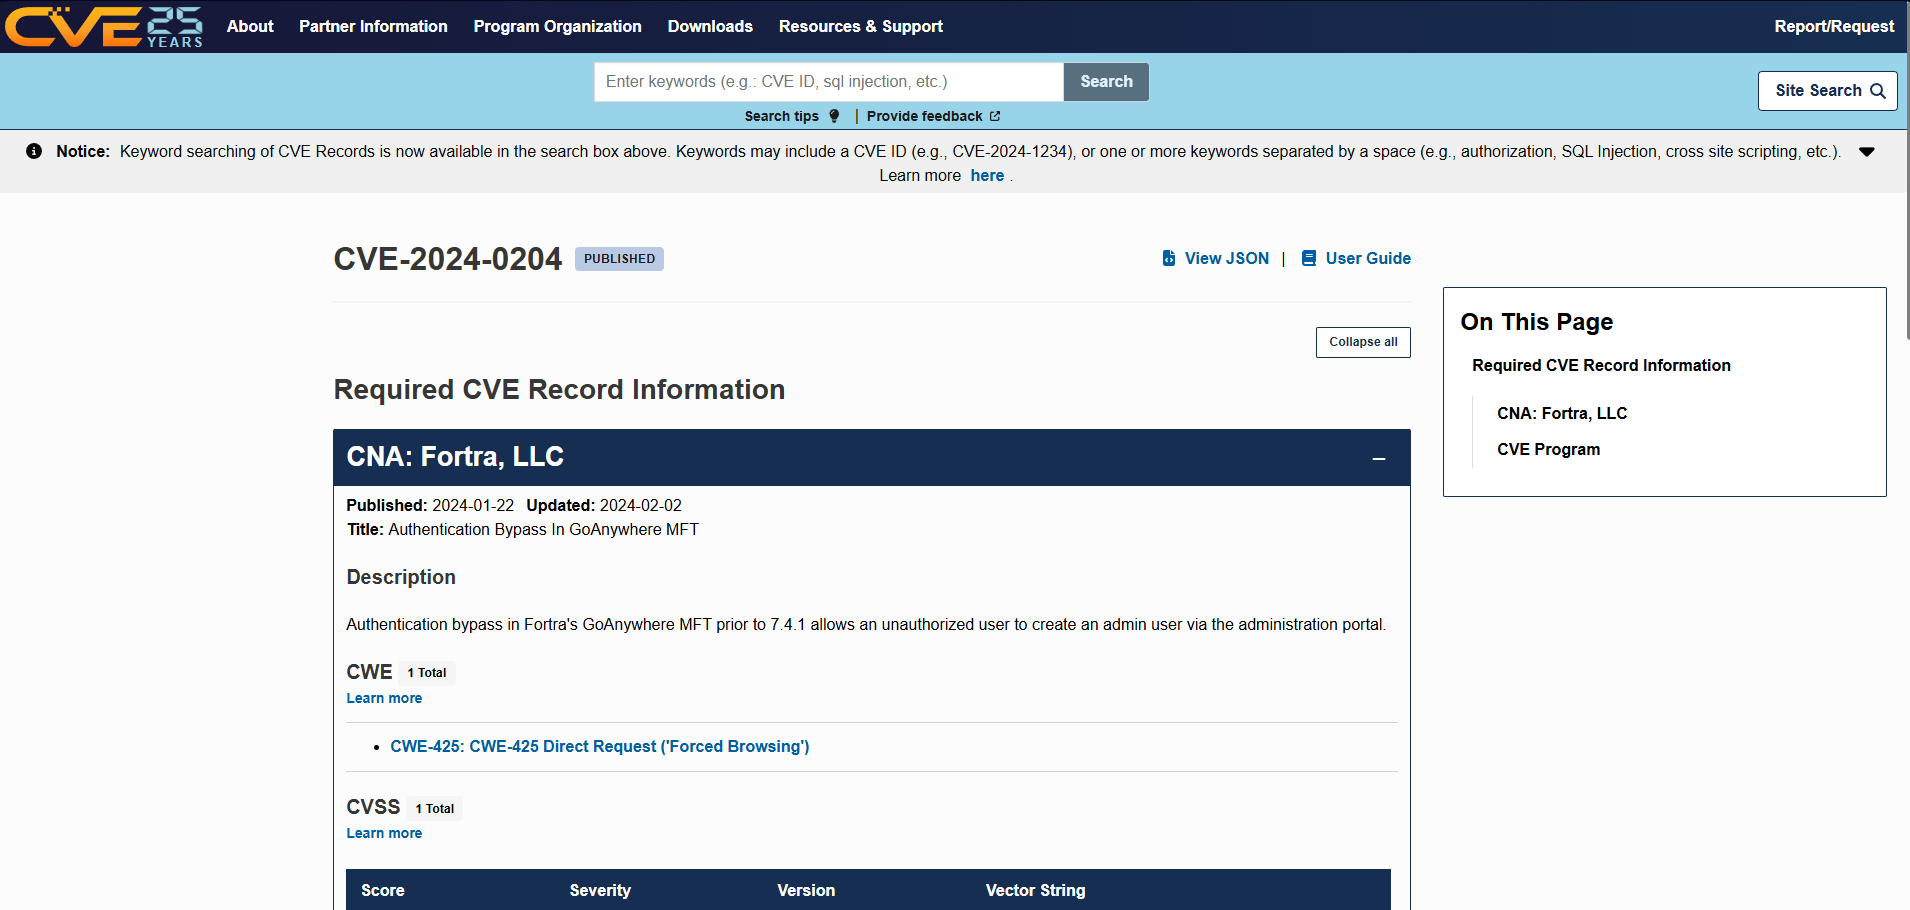 CVE 25 YEARS
About Partner Information Program Organization Downloads Resources & Support Report/Request
Enter keywords (e.g.: CVE ID, sql injection, etc.) Search
Site Search
Search tips | Provide feedback
Notice: Keyword searching of CVE Records is now available in the search box above. Keywords may include a CVE ID (e.g., CVE-2024-1234), or one or more keywords separated by a space (e.g., authorization, SQL Injection, cross site scripting, etc.).
Learn more here .
CVE-2024-0204 PUBLISHED
View JSON | User Guide
Collapse all
Required CVE Record Information
CNA: Fortra, LLC
Published: 2024-01-22 Updated: 2024-02-02
Title: Authentication Bypass In GoAnywhere MFT
Description
Authentication bypass in Fortra's GoAnywhere MFT prior to 7.4.1 allows an unauthorized user to create an admin user via the administration portal.
CWE 1 Total
Learn more
• CWE-425: CWE-425 Direct Request ('Forced Browsing')
CVSS 1 Total
Learn more
Score Severity Version Vector String
On This Page
Required CVE Record Information
CNA: Fortra, LLC
CVE Program